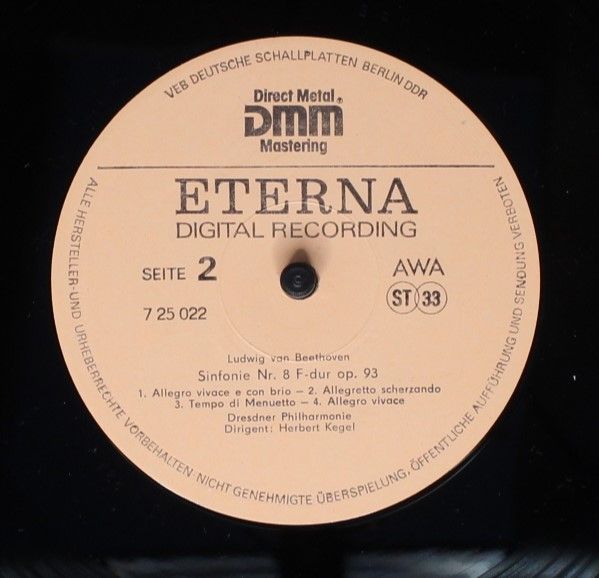 VEB DEUTSCHE SCHALLPLATTEN BERLIN DDR
Direct Metal
DMM
Mastering
ETERNA
DIGITAL RECORDING
SEITE 2
AWA
7 25 022
ST 33
Ludwig van Beethoven
Sinfonie Nr. 8 F-dur op. 93
1. Allegro vivace e con brio – 2. Allegretto scherzando
3. Tempo di Menuetto – 4. Allegro vivace
Dresdner Philharmonie
Dirigent: Herbert Kegel
ALLE HERSTELLER-UND URHEBERRECHTE VORBEHALTEN·NICHT GENEHMIGTE ÜBERSPIELUNG, ÖFFENTLICHE AUFFÜHRUNG UND SENDUNG VERBOTEN